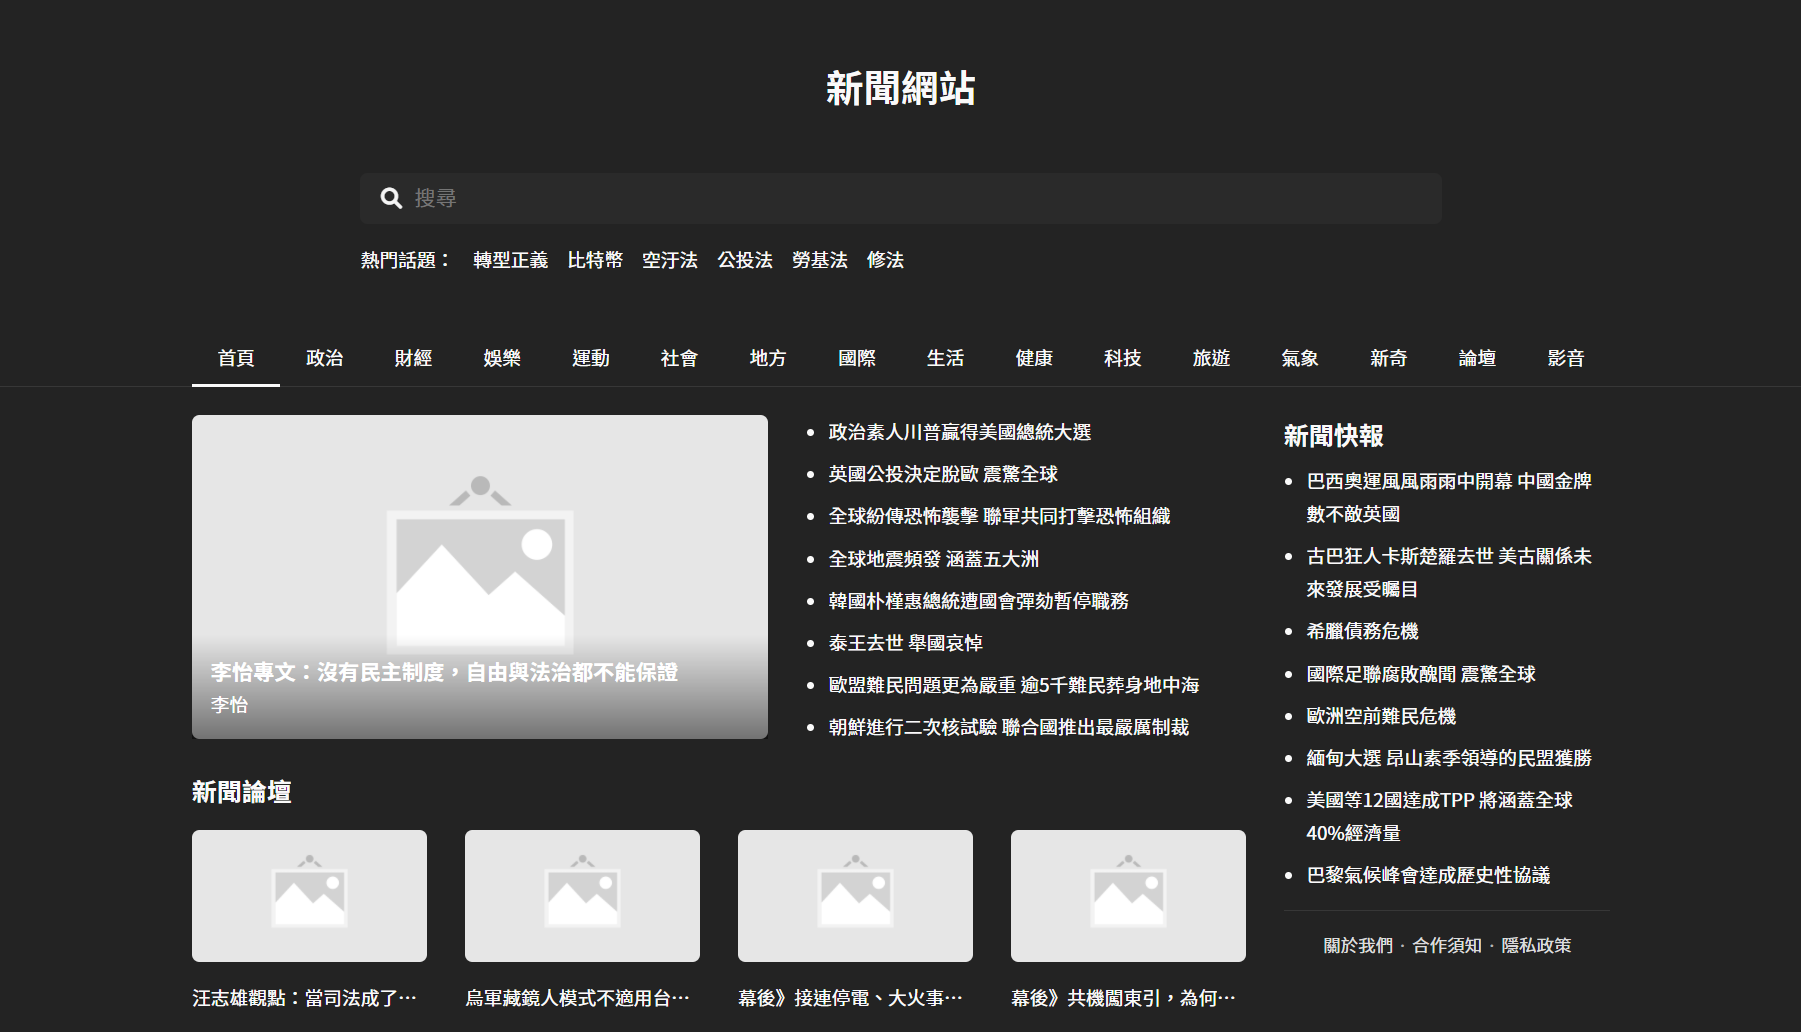 新聞網站
搜尋
熱門話題： 轉型正義 比特幣 空汙法 公投法 勞基法 修法
首頁 政治 財經 娛樂 運動 社會 地方 國際 生活 健康 科技 旅遊 氣象 新奇 論壇 影音
李怡專文：沒有民主制度，自由與法治都不能保證
李怡
政治素人川普贏得美國總統大選
英國公投決定脫歐 震驚全球
全球紛傳恐怖襲擊 聯軍共同打擊恐怖組織
全球地震頻發 涵蓋五大洲
韓國朴槿惠總統遭國會彈劾暫停職務
泰王去世 舉國哀悼
歐盟難民問題更為嚴重 逾5千難民葬身地中海
朝鮮進行二次核試驗 聯合國推出最嚴厲制裁
新聞論壇
汪志雄觀點：當司法成了…
烏軍藏鏡人模式不適用台…
幕後》接連停電、大火事…
幕後》共機闖東引，為何…
新聞快報
巴西奧運風風雨雨中開幕 中國金牌
數不敵英國
古巴狂人卡斯楚羅去世 美古關係未
來發展受矚目
希臘債務危機
國際足聯腐敗醜聞 震驚全球
歐洲空前難民危機
緬甸大選 昂山素季領導的民盟獲勝
美國等12國達成TPP 將涵蓋全球
40%經濟量
巴黎氣候峰會達成歷史性協議
關於我們 · 合作須知 · 隱私政策